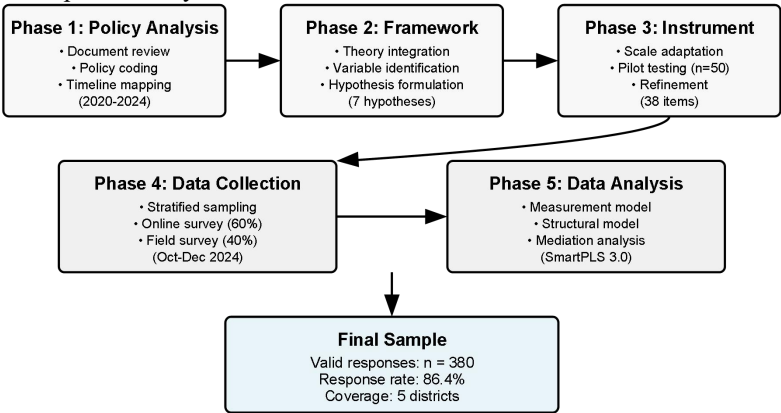 Phase 1: Policy Analysis
• Document review
• Policy coding
• Timeline mapping
(2020-2024)
Phase 2: Framework
• Theory integration
• Variable identification
• Hypothesis formulation
(7 hypotheses)
Phase 3: Instrument
• Scale adaptation
• Pilot testing (n=50)
• Refinement
(38 items)
Phase 4: Data Collection
• Stratified sampling
• Online survey (60%)
• Field survey (40%)
(Oct-Dec 2024)
Phase 5: Data Analysis
• Measurement model
• Structural model
• Mediation analysis
(SmartPLS 3.0)
Final Sample
Valid responses: n = 380
Response rate: 86.4%
Coverage: 5 districts